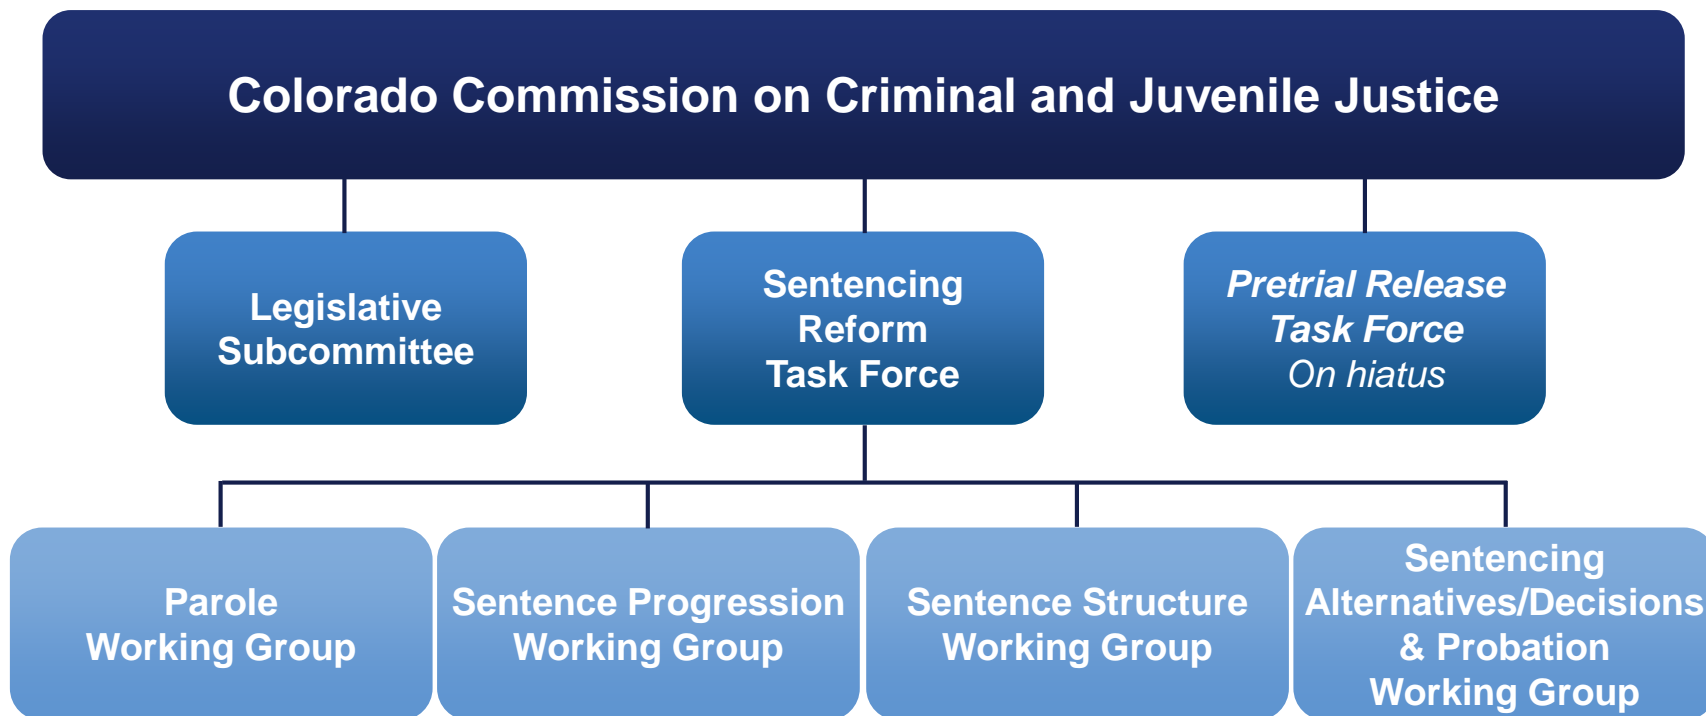 Colorado Commission on Criminal and Juvenile Justice
Legislative
Subcommittee
Sentencing
Reform
Task Force
Pretrial Release
Task Force
On hiatus
Parole
Working Group
Sentence Progression
Working Group
Sentence Structure
Working Group
Sentencing
Alternatives/Decisions
& Probation
Working Group